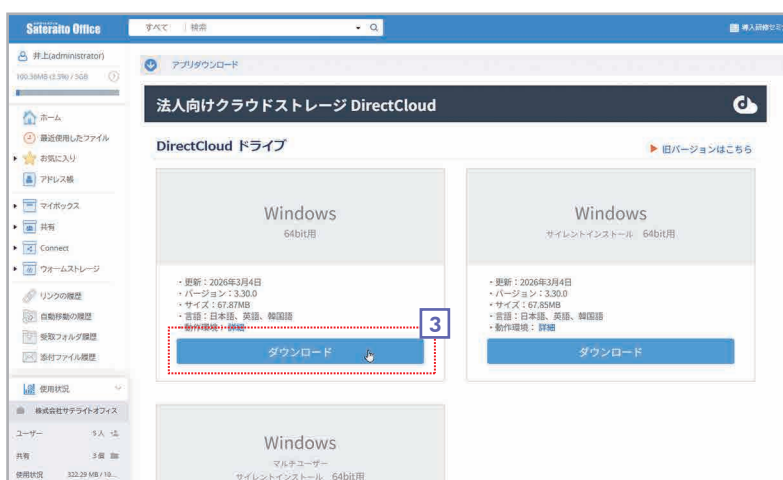 Sateraito Office
すべて 検索
導入研修セミ
井上(administrator)
100.38MB (3.3%) / 3GB
アプリダウンロード
法人向けクラウドストレージ DirectCloud
ホーム
最近使用したファイル
お気に入り
アドレス帳
マイボックス
共有
Connect
ウォームストレージ
リンクの履歴
自動移動の履歴
受取フォルダ履歴
添付ファイル履歴
使用状況
株式会社サテライトオフィス
ユーザー 5人
共有 3個
使用状況 322.29 MB / 10...
DirectCloud ドライブ
旧バージョンはこちら
Windows
64bit用
・更新：2026年3月4日
・バージョン：3.30.0
・サイズ：67.87MB
・言語：日本語、英語、韓国語
・動作環境：詳細
3
ダウンロード
Windows
サイレントインストール 64bit用
・更新：2026年3月4日
・バージョン：3.30.0
・サイズ：67.85MB
・言語：日本語、英語、韓国語
・動作環境：詳細
ダウンロード
Windows
マルチユーザー
サイレントインストール 64bit用